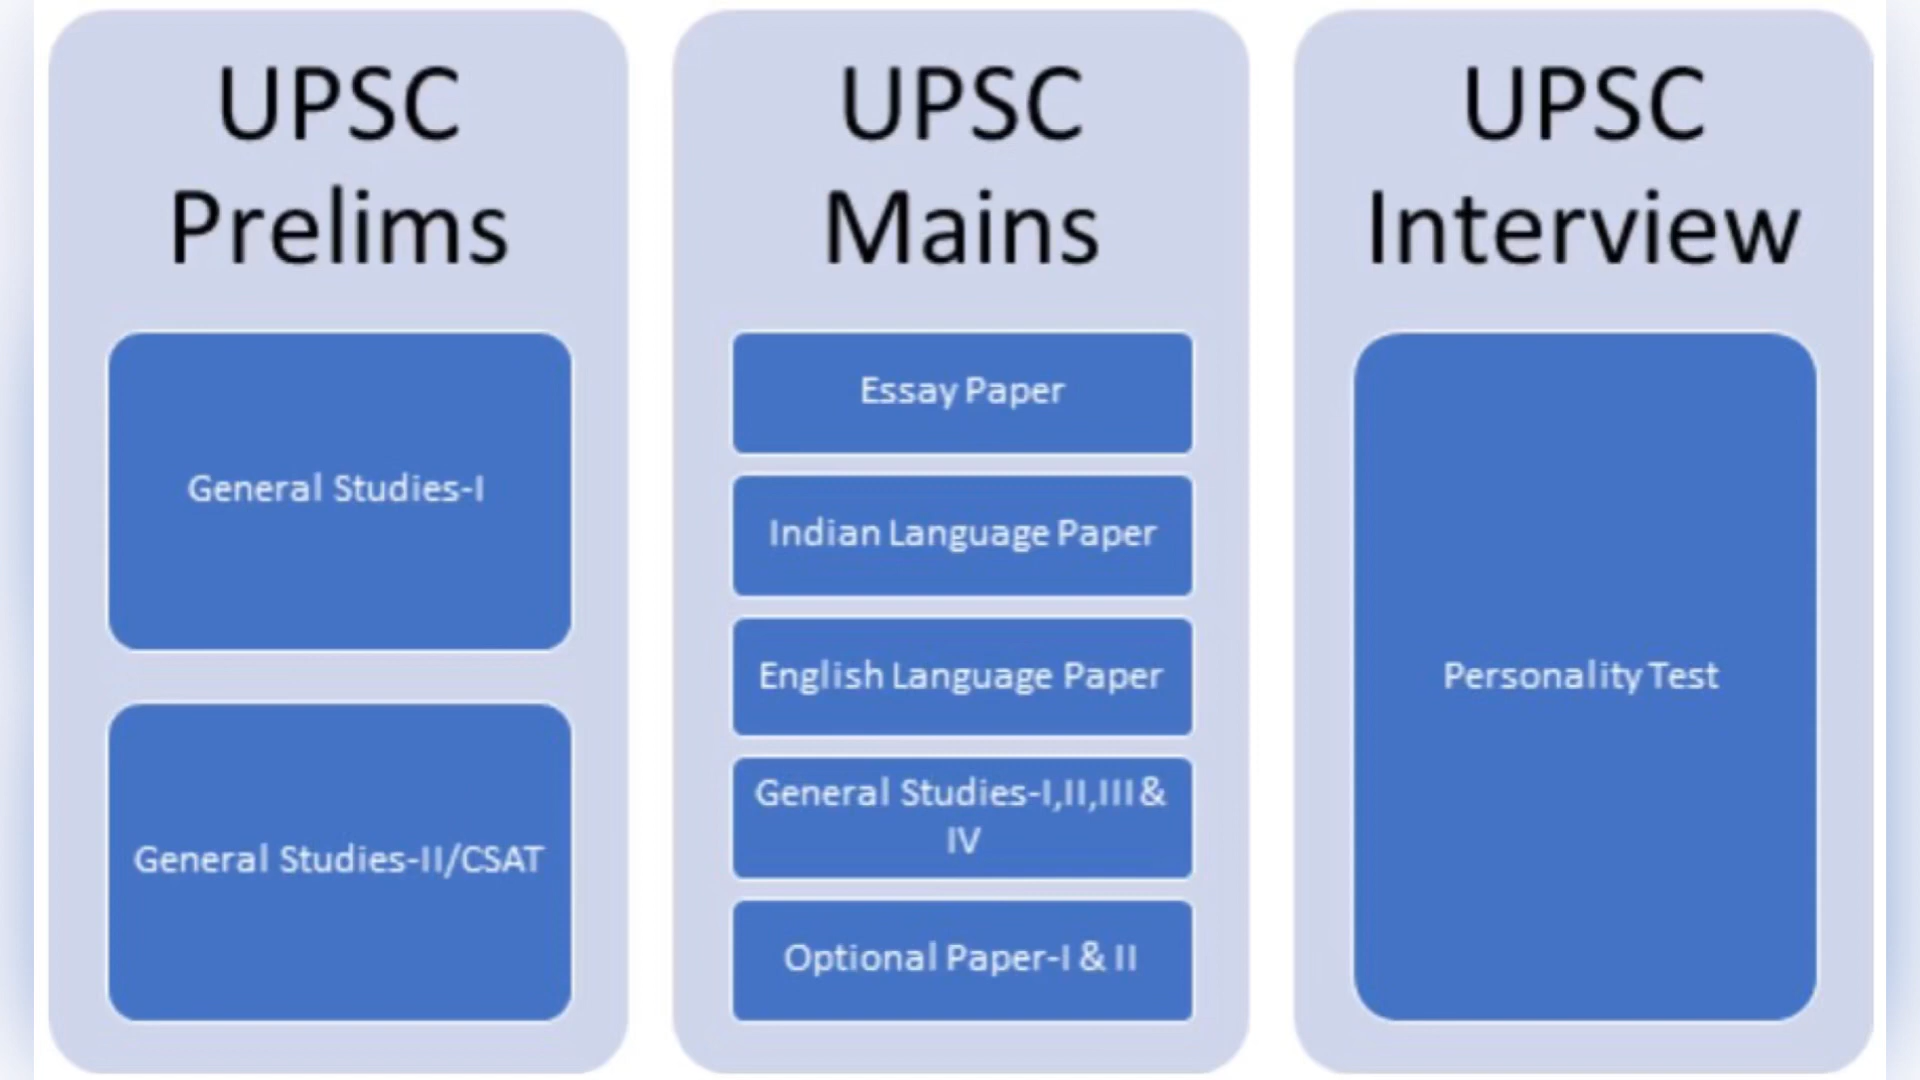 UPSC
Prelims
General Studies-I
General Studies-II/CSAT
UPSC
Mains
Essay Paper
Indian Language Paper
English Language Paper
General Studies-I,II,III &
IV
Optional Paper-I & II
UPSC
Interview
Personality Test